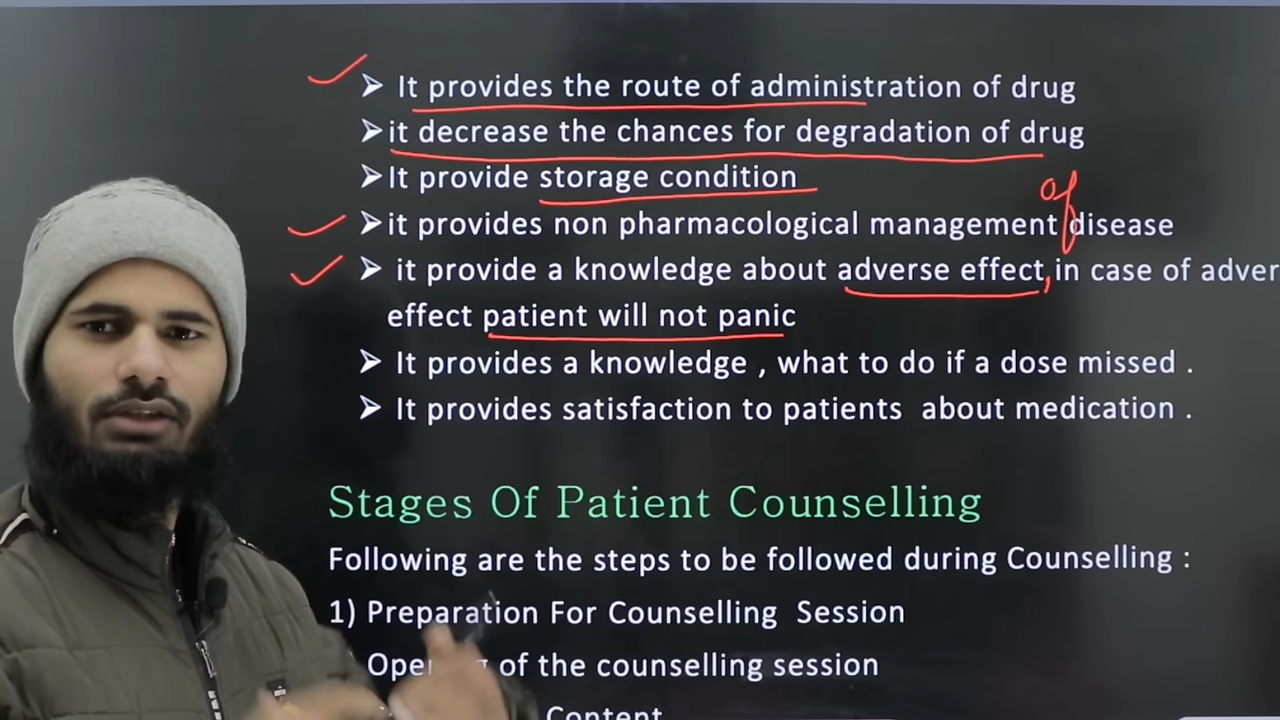 ➢ It provides the route of administration of drug
➢ it decrease the chances for degradation of drug
➢ It provide storage condition
of
➢ it provides non pharmacological management disease
➢ it provide a knowledge about adverse effect, in case of adver
effect patient will not panic
➢ It provides a knowledge , what to do if a dose missed .
➢ It provides satisfaction to patients about medication .
Stages Of Patient Counselling
Following are the steps to be followed during Counselling :
1) Preparation For Counselling Session
of the counselling session
Content